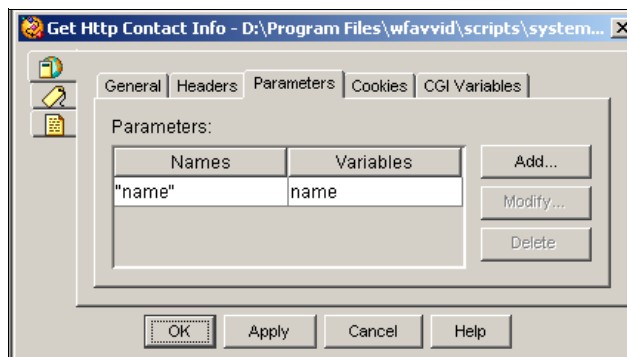 Get Http Contact Info - D:\Program Files\wfavvid\scripts\system...
General Headers Parameters Cookies CGI Variables
Parameters:
Names Variables
"name" name
Add...
Modify...
Delete
OK Apply Cancel Help